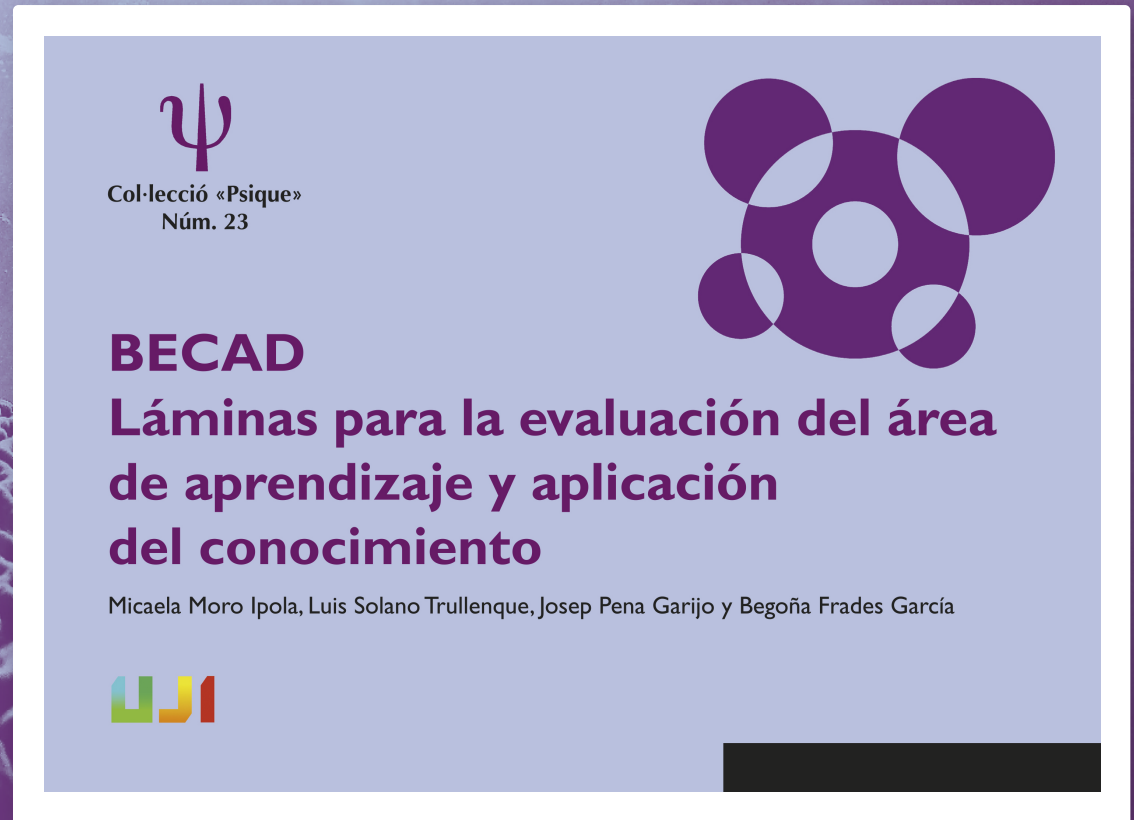 ψ
Col·lecció «Psique»
Núm. 23
BECAD
Láminas para la evaluación del área
de aprendizaje y aplicación
del conocimiento
Micaela Moro Ipola, Luis Solano Trullenque, Josep Pena Garijo y Begoña Frades García
UJI